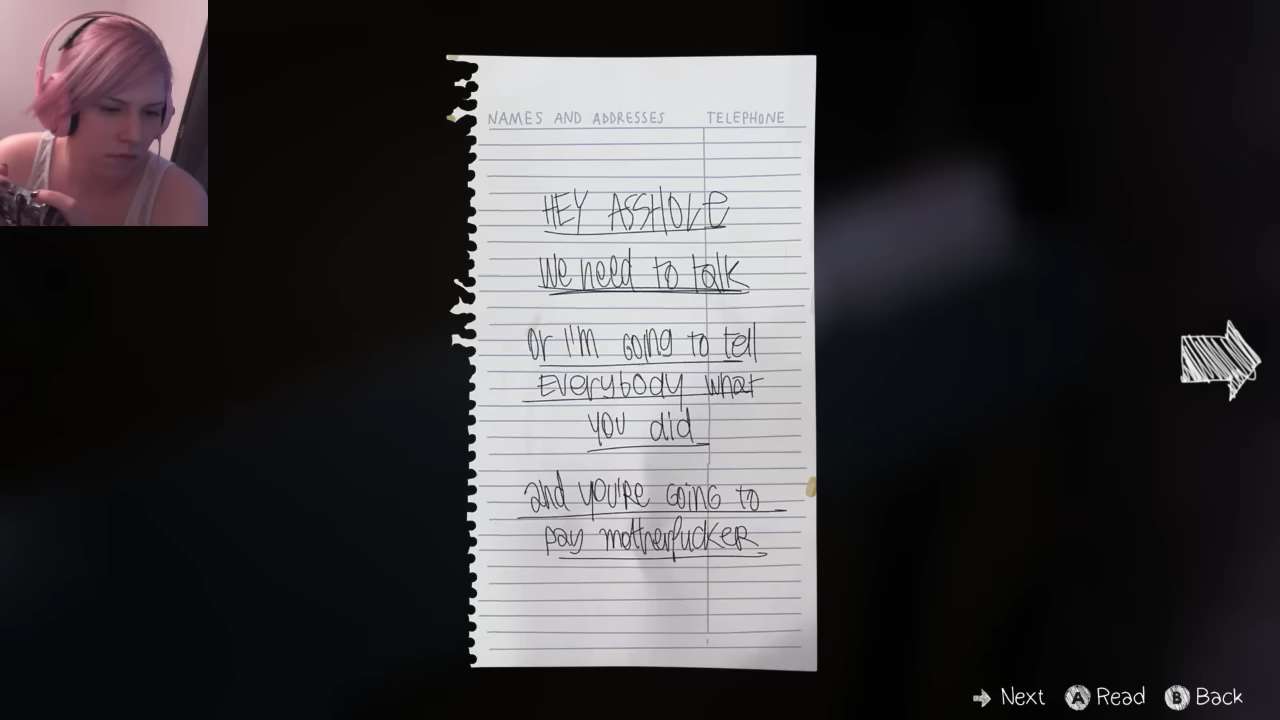 NAMES AND ADDRESSES TELEPHONE
HEY ASSHOLE
We need to talk
Or I'm going to tell
Everybody what
you did
and you're going to
pay motherfucker
Next A Read B Back